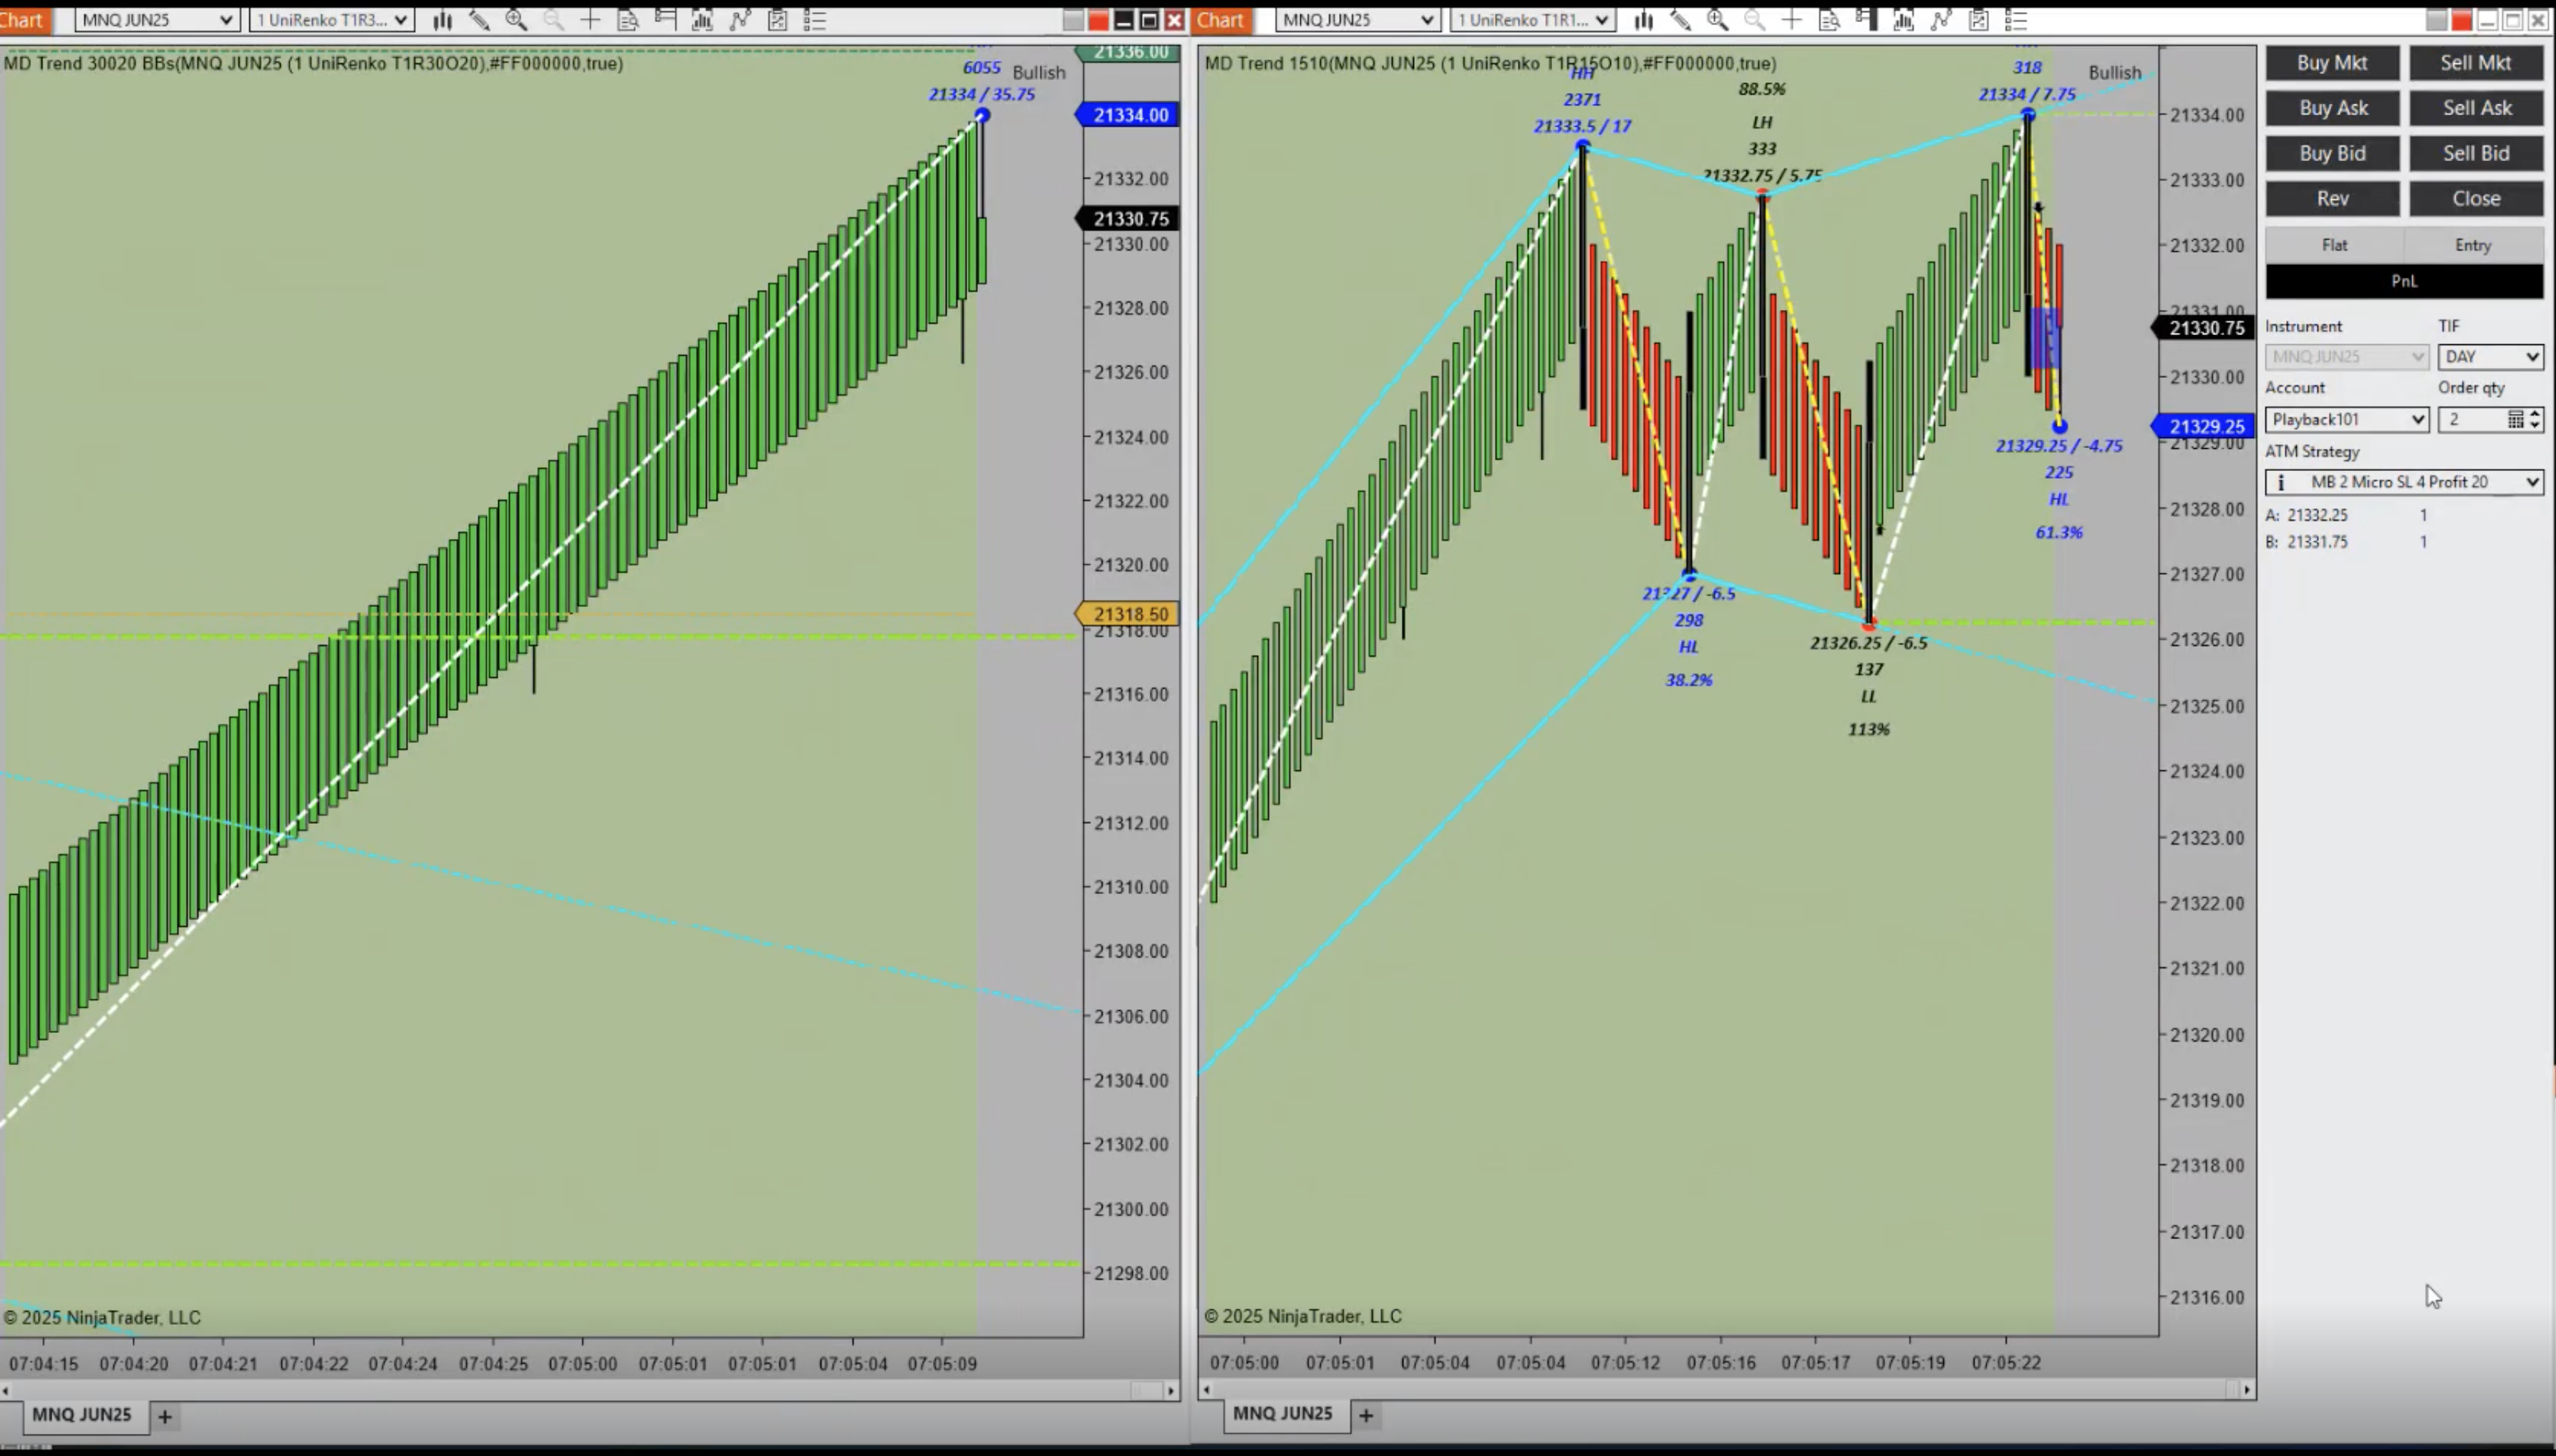 Chart
MNQ JUN25
1 UniRenko T1R3...
MD Trend 30020 BBs(MNQ JUN25 (1 UniRenko T1R30O20),#FF000000,true)
6055
Bullish
21334 / 35.75
21336.00
21334.00
21332.00
21330.75
21330.00
21328.00
21326.00
21324.00
21322.00
21320.00
21318.50
21318.00
21316.00
21314.00
21312.00
21310.00
21308.00
21306.00
21304.00
21302.00
21300.00
21298.00
© 2025 NinjaTrader, LLC
07:04:15 07:04:20 07:04:21 07:04:22 07:04:24 07:04:25 07:05:00 07:05:01 07:05:01 07:05:04 07:05:09
MNQ JUN25 +
Chart
MNQ JUN25
1 UniRenko T1R1...
MD Trend 1510(MNQ JUN25 (1 UniRenko T1R15O10),#FF000000,true)
HH
2371
21333.5 / 17
88.5%
LH
333
21332.75 / 5.75
318
Bullish
21334 / 7.75
21327 / -6.5
298
HL
38.2%
21326.25 / -6.5
137
LL
113%
21329.25 / -4.75
225
HL
61.3%
21334.00
21333.00
21332.00
21331.00
21330.75
21330.00
21329.25
21329.00
21328.00
21327.00
21326.00
21325.00
21324.00
21323.00
21322.00
21321.00
21320.00
21319.00
21318.00
21317.00
21316.00
© 2025 NinjaTrader, LLC
07:05:00 07:05:01 07:05:04 07:05:04 07:05:12 07:05:16 07:05:17 07:05:19 07:05:22
MNQ JUN25 +
Buy Mkt Sell Mkt
Buy Ask Sell Ask
Buy Bid Sell Bid
Rev Close
Flat Entry
PnL
Instrument TIF
MNQ JUN25 DAY
Account Order qty
Playback101 2
ATM Strategy
i MB 2 Micro SL 4 Profit 20
A: 21332.25 1
B: 21331.75 1